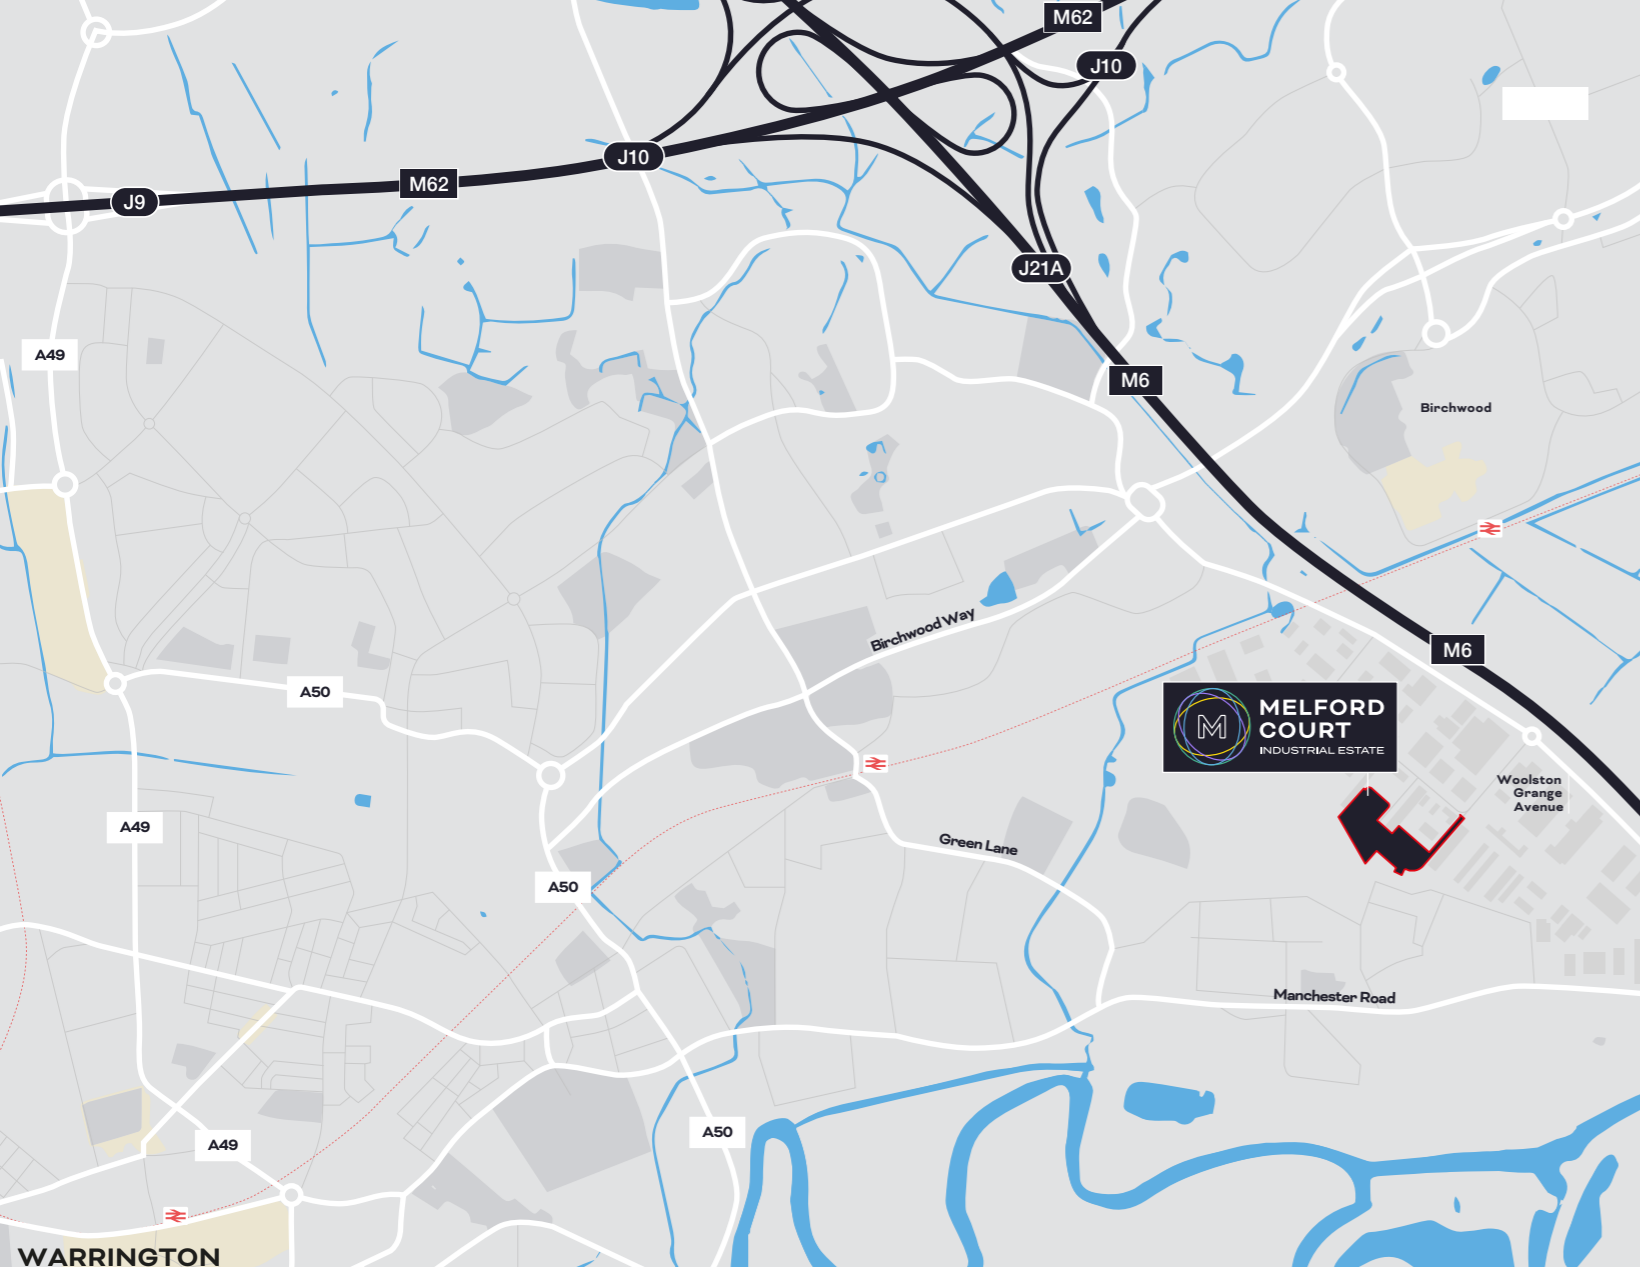 M62
J10
J10
M62
J9
J21A
A49
M6
Birchwood
Birchwood Way
M6
A50
M
MELFORD
COURT
INDUSTRIAL ESTATE
Woolston
Grange
Avenue
A49
Green Lane
A50
Manchester Road
A50
A49
WARRINGTON